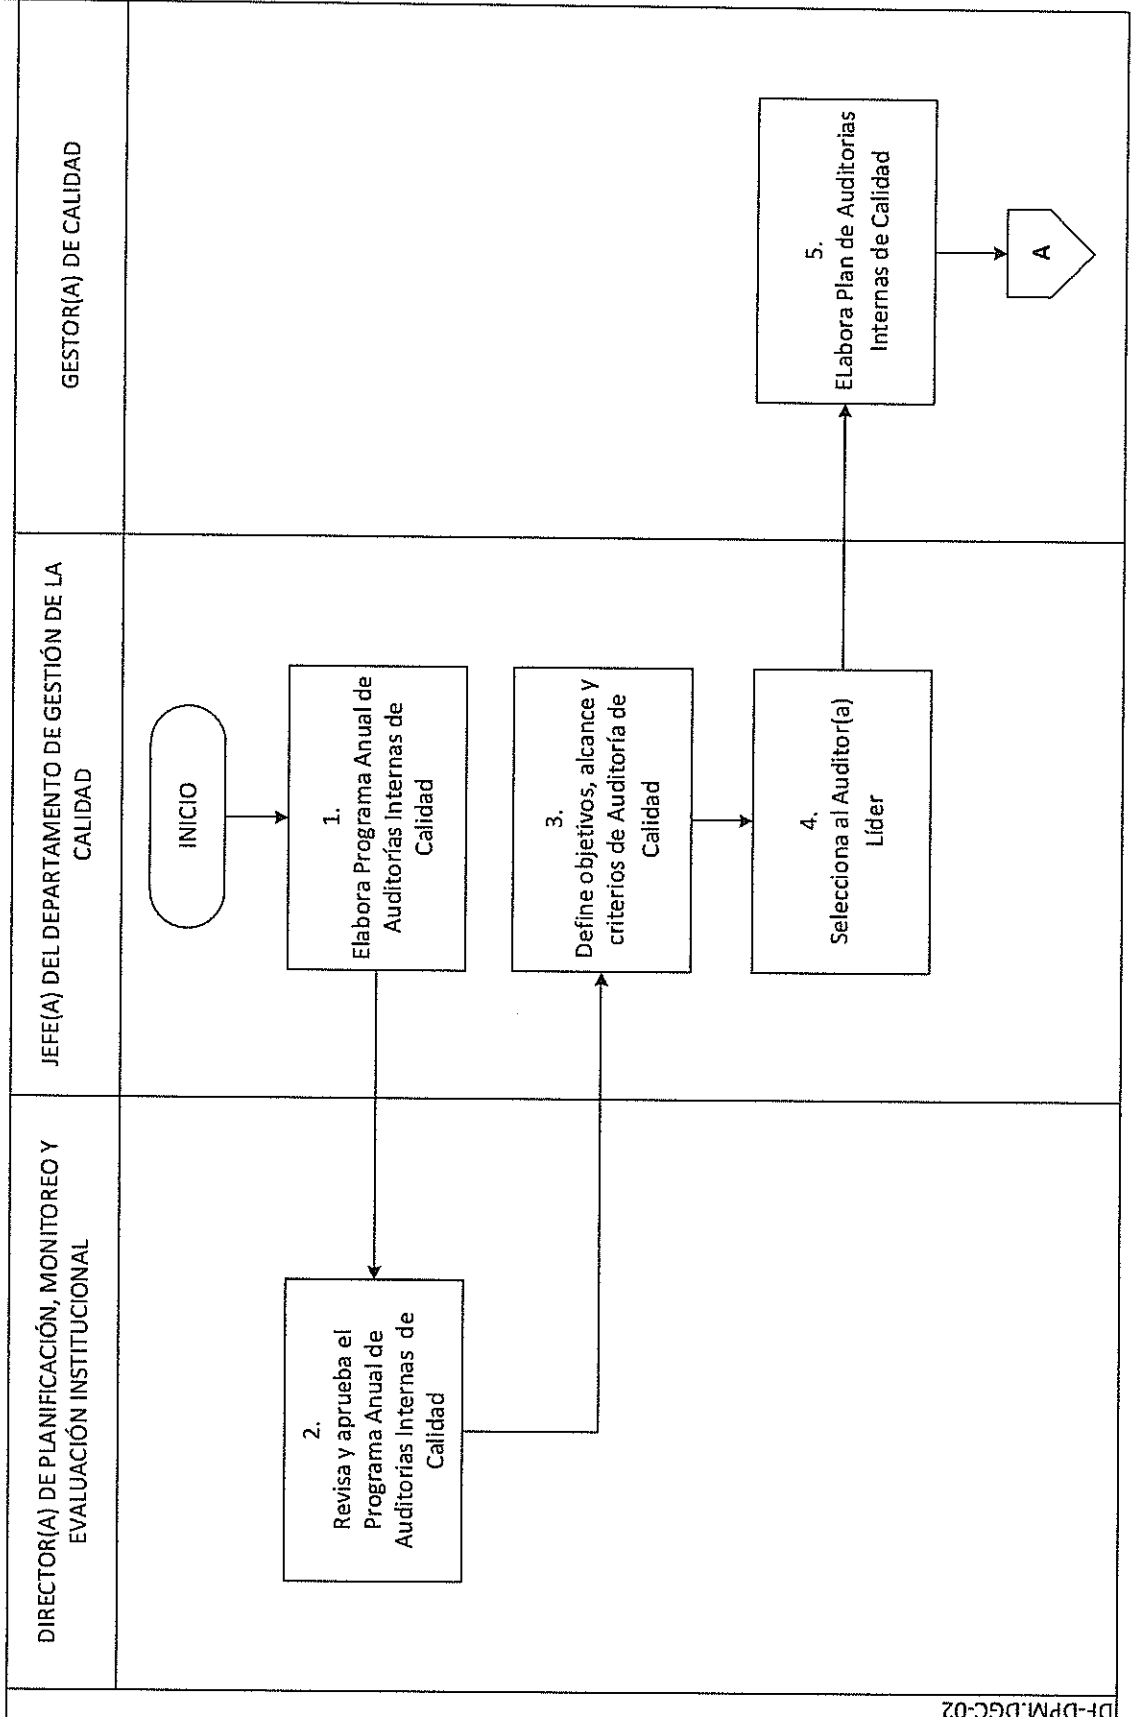 DIRECTOR(A) DE PLANIFICACIÓN, MONITOREO Y
EVALUACIÓN INSTITUCIONAL
JEFE(A) DEL DEPARTAMENTO DE GESTIÓN DE LA
CALIDAD
GESTOR(A) DE CALIDAD
INICIO
1.
Elabora Programa Anual de
Auditorías Internas de
Calidad
2.
Revisa y aprueba el
Programa Anual de
Auditorias Internas de
Calidad
3.
Define objetivos, alcance y
criterios de Auditoría de
Calidad
4.
Selecciona al Auditor(a)
Líder
5.
ELabora Plan de Auditorias
Internas de Calidad
A
DF-DPM.DGC-02